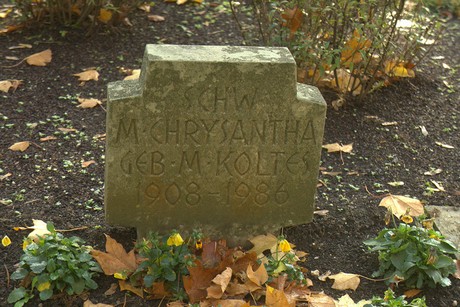 SCHW
M·CHRYSANTHA
GEB·M·KOLTES
1908-1986